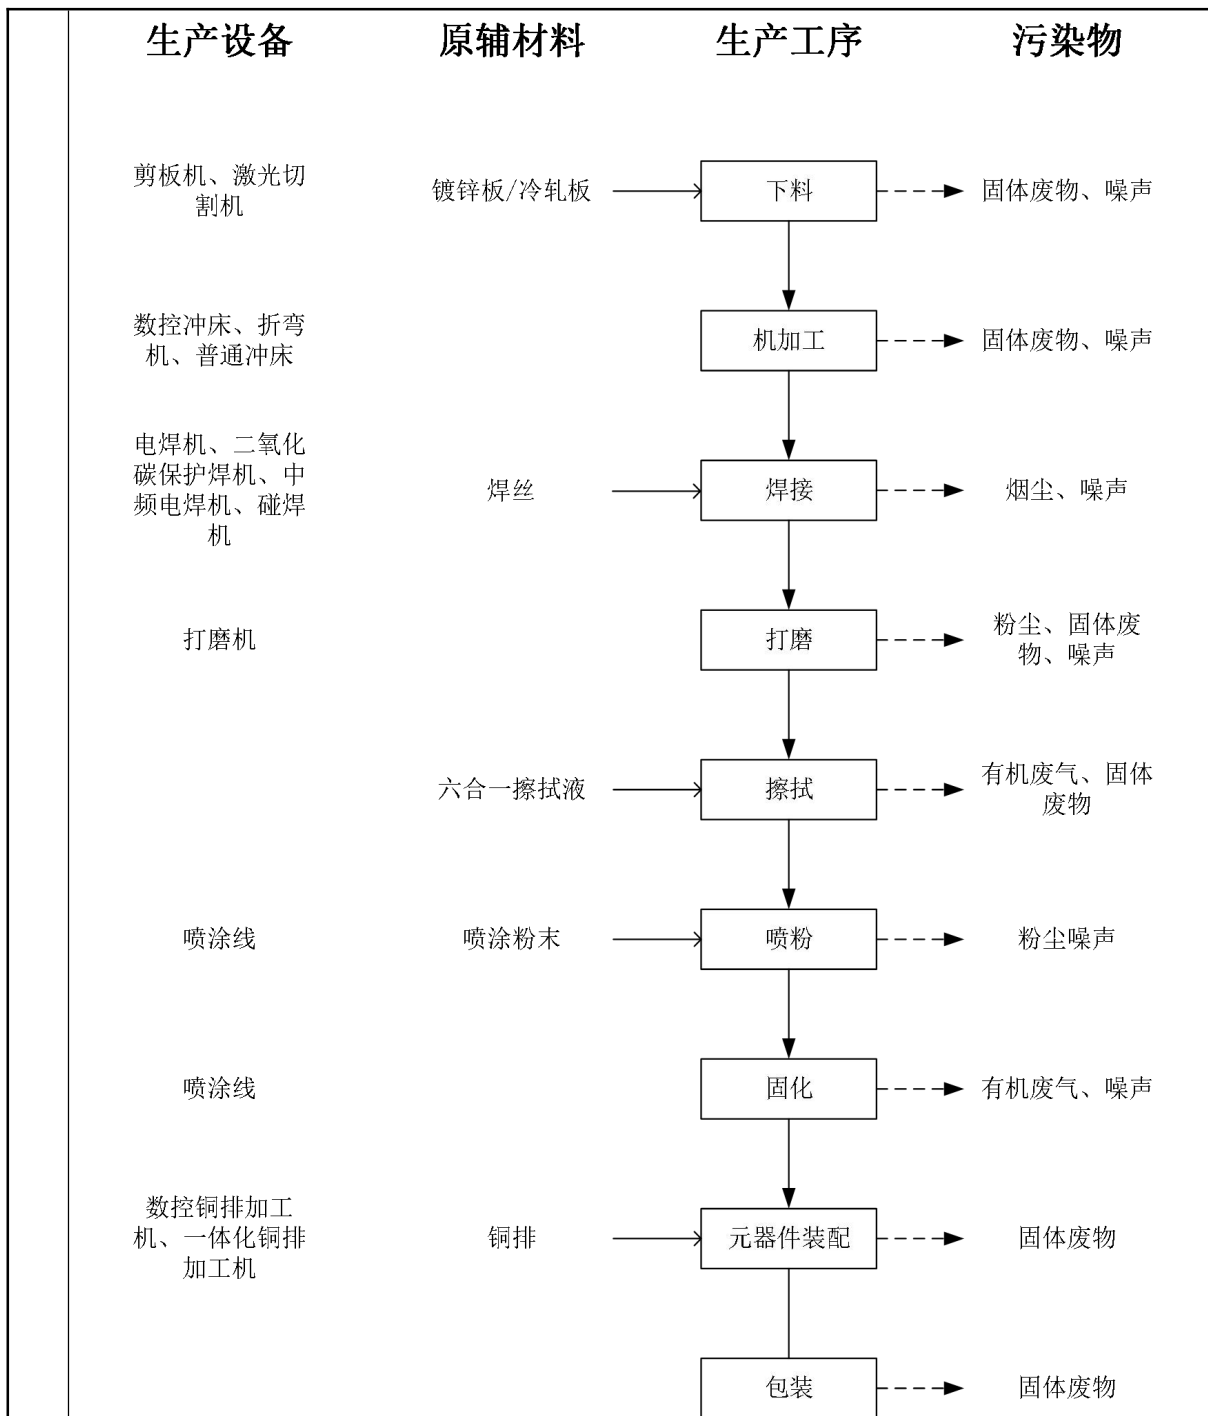 生产设备 原辅材料 生产工序 污染物
剪板机、激光切
割机
镀锌板/冷轧板
下料
固体废物、噪声
数控冲床、折弯
机、普通冲床
机加工
固体废物、噪声
电焊机、二氧化
碳保护焊机、中
频电焊机、碰焊
机
焊丝
焊接
烟尘、噪声
打磨机
打磨
粉尘、固体废
物、噪声
六合一擦拭液
擦拭
有机废气、固体
废物
喷涂线
喷涂粉末
喷粉
粉尘噪声
喷涂线
固化
有机废气、噪声
数控铜排加工
机、一体化铜排
加工机
铜排
元器件装配
固体废物
包装
固体废物